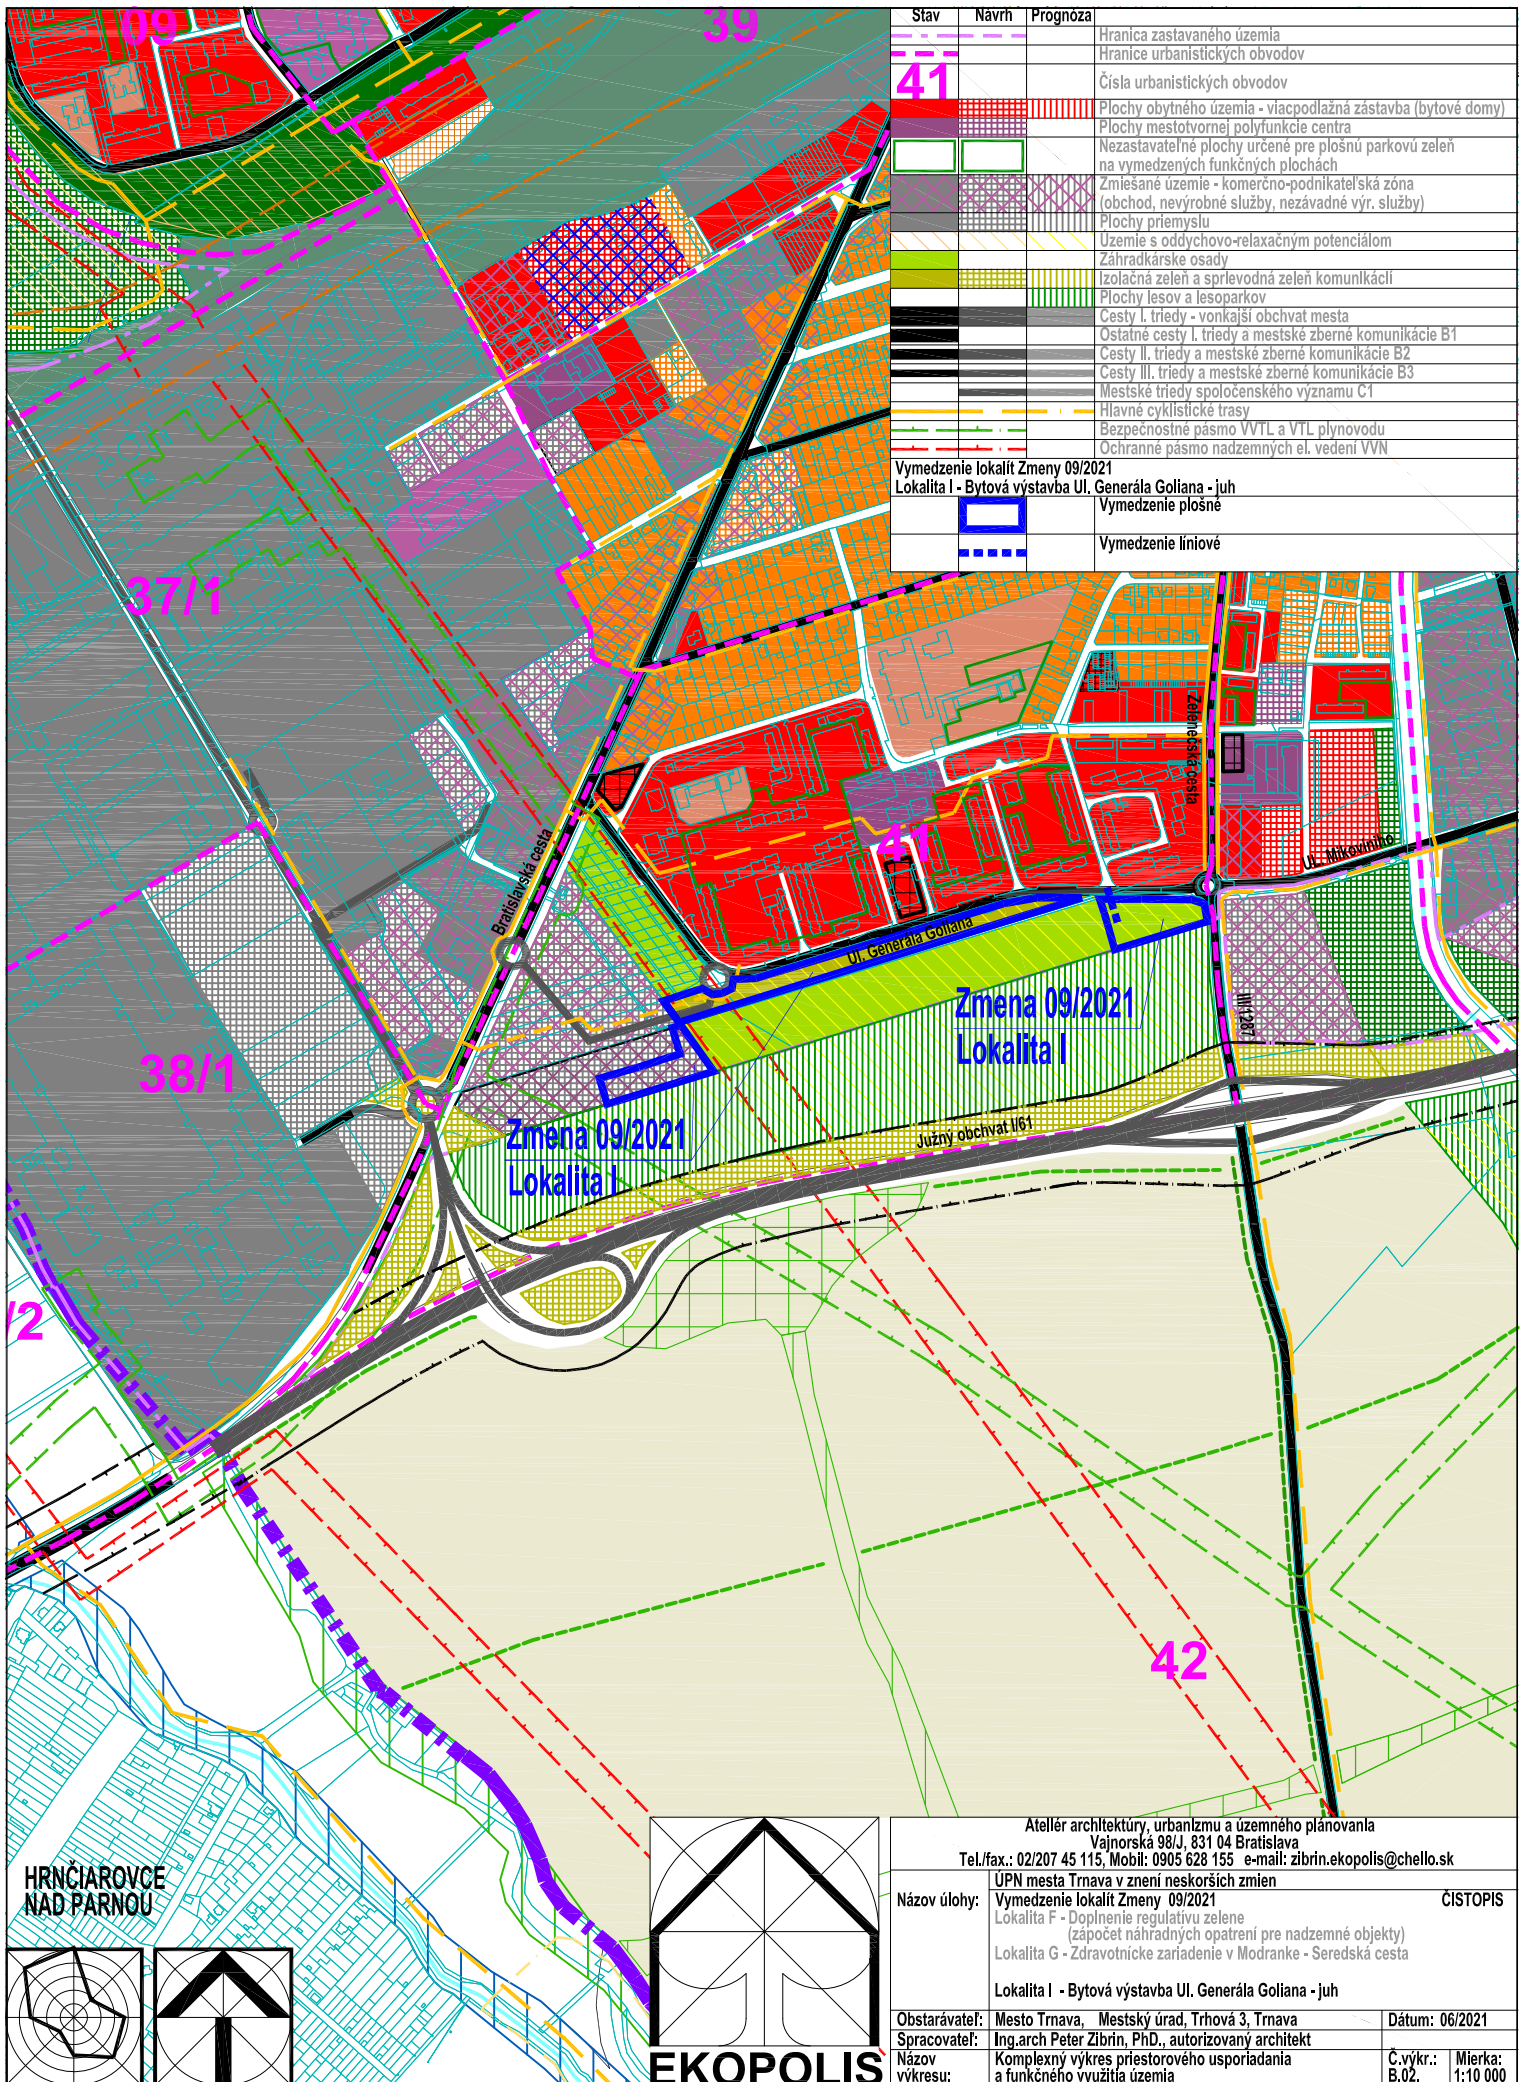 09
39
Stav Návrh Prognóza
Hranica zastavaného územia
Hranice urbanistických obvodov
41
Čísla urbanistických obvodov
Plochy obytného územia - viacpodlažná zástavba (bytové domy)
Plochy mestotvornej polyfunkcie centra
Nezastavateľné plochy určené pre plošnú parkovú zeleň
na vymedzených funkčných plochách
Zmiešané územie - komerčno-podnikateľská zóna
(obchod, nevýrobné služby, nezávadné výr. služby)
Plochy priemyslu
Územie s oddychovo-relaxačným potenciálom
Záhradkárske osady
Izolačná zeleň a sprievodná zeleň komunikácií
Plochy lesov a lesoparkov
Cesty I. triedy - vonkajší obchvat mesta
Ostatné cesty I. triedy a mestské zberné komunikácie B1
Cesty II. triedy a mestské zberné komunikácie B2
Cesty III. triedy a mestské zberné komunikácie B3
Mestské triedy spoločenského významu C1
Hlavné cyklistické trasy
Bezpečnostné pásmo VVTL a VTL plynovodu
Ochranné pásmo nadzemných el. vedení VVN
Vymedzenie lokalít Zmeny 09/2021
Lokalita I - Bytová výstavba Ul. Generála Goliana - juh
Vymedzenie plošné
Vymedzenie líniové
37/1
Zelenečská cesta
41
UL. Mikovíniho
Bratislavská cesta
Ul. Generála Goliana
Zmena 09/2021
Lokalita I
III/1287
38/1
Zmena 09/2021
Lokalita I
Južný obchvat I/61
/2
42
HRNČIAROVCE
NAD PARNOU
EKOPOLIS
Ateliér architektúry, urbanizmu a územného plánovania
Vajnorská 98/J, 831 04 Bratislava
Tel./fax.: 02/207 45 115, Mobil: 0905 628 155 e-mail: zibrin.ekopolis@chello.sk
Názov úlohy:
ÚPN mesta Trnava v znení neskorších zmien
Vymedzenie lokalít Zmeny 09/2021 ČISTOPIS
Lokalita F - Doplnenie regulatívu zelene
(zápočet náhradných opatrení pre nadzemné objekty)
Lokalita G - Zdravotnícke zariadenie v Modranke - Seredská cesta
Lokalita I - Bytová výstavba Ul. Generála Goliana - juh
Obstarávateľ: Mesto Trnava, Mestský úrad, Trhová 3, Trnava Dátum: 06/2021
Spracovateľ: Ing.arch Peter Zibrin, PhD., autorizovaný architekt
Názov výkresu: Komplexný výkres priestorového usporiadania
a funkčného využitia územia
Č.výkr.: B.02.
Mierka: 1:10 000